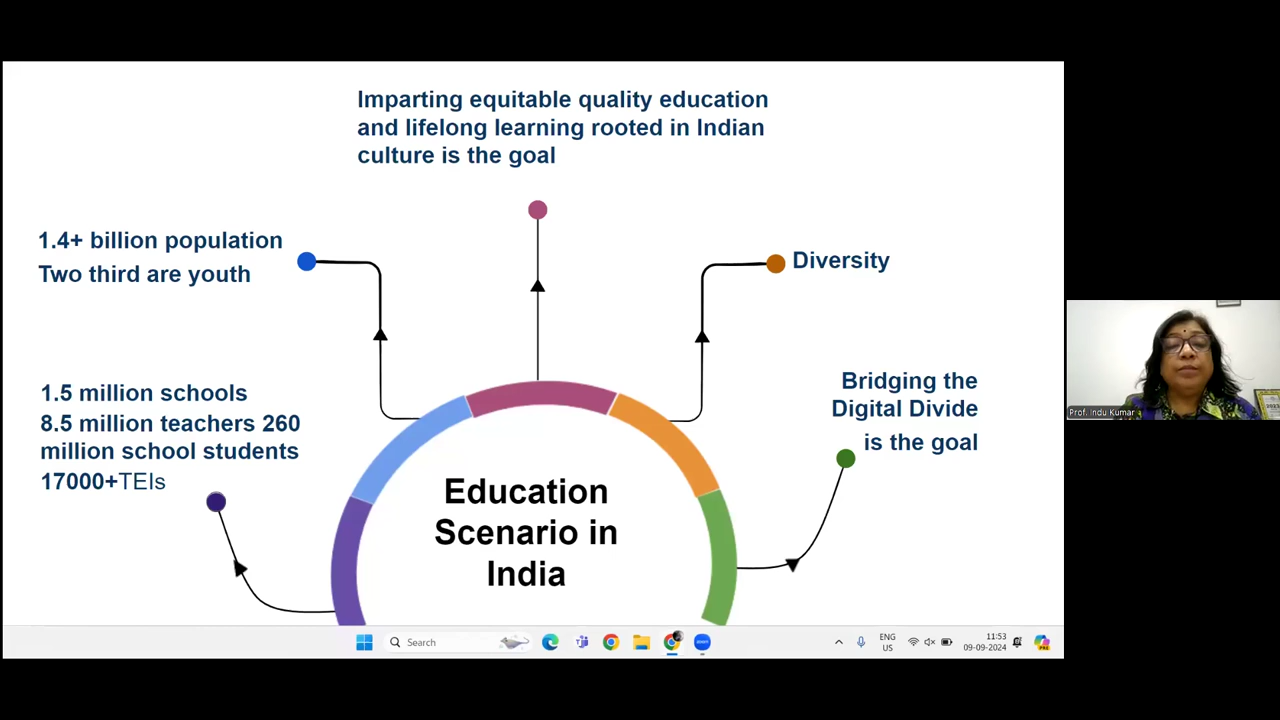 Imparting equitable quality education
and lifelong learning rooted in Indian
culture is the goal
1.4+ billion population
Two third are youth
Diversity
1.5 million schools
8.5 million teachers 260
million school students
17000+TEIs
Bridging the
Digital Divide
is the goal
Education
Scenario in
India
Prof. Indu Kumar
Search
ENG
US
11:53
09-09-2024